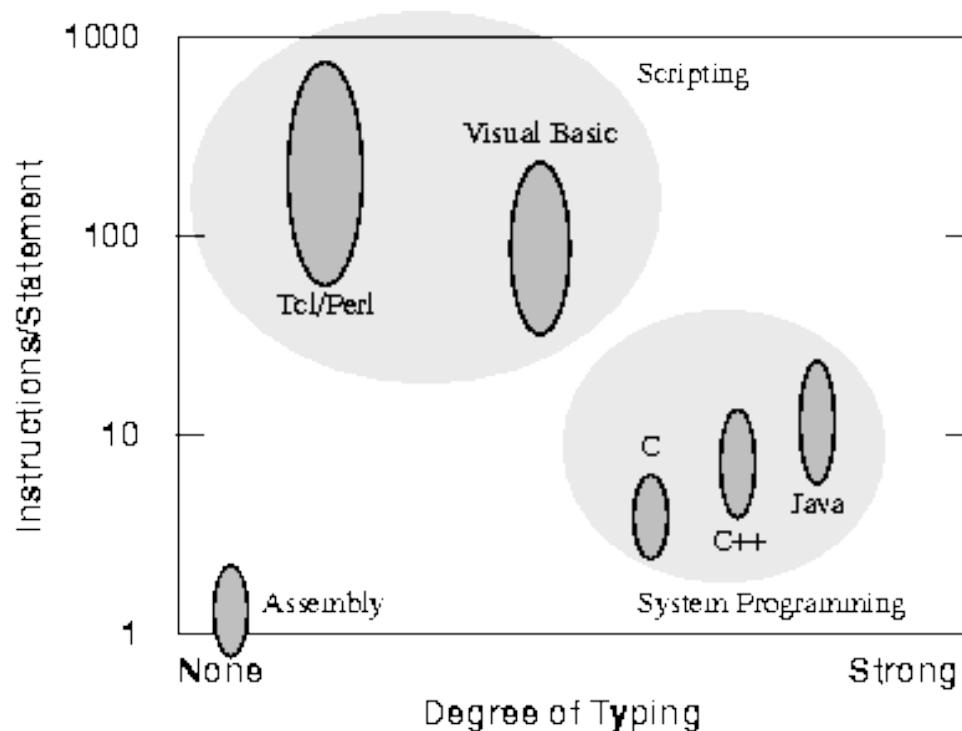 1000
Scripting
Visual Basic
100
Tcl/Perl
Instructions/Statement
10
C
Java
C++
Assembly
System Programming
1
None
Strong
Degree of Typing